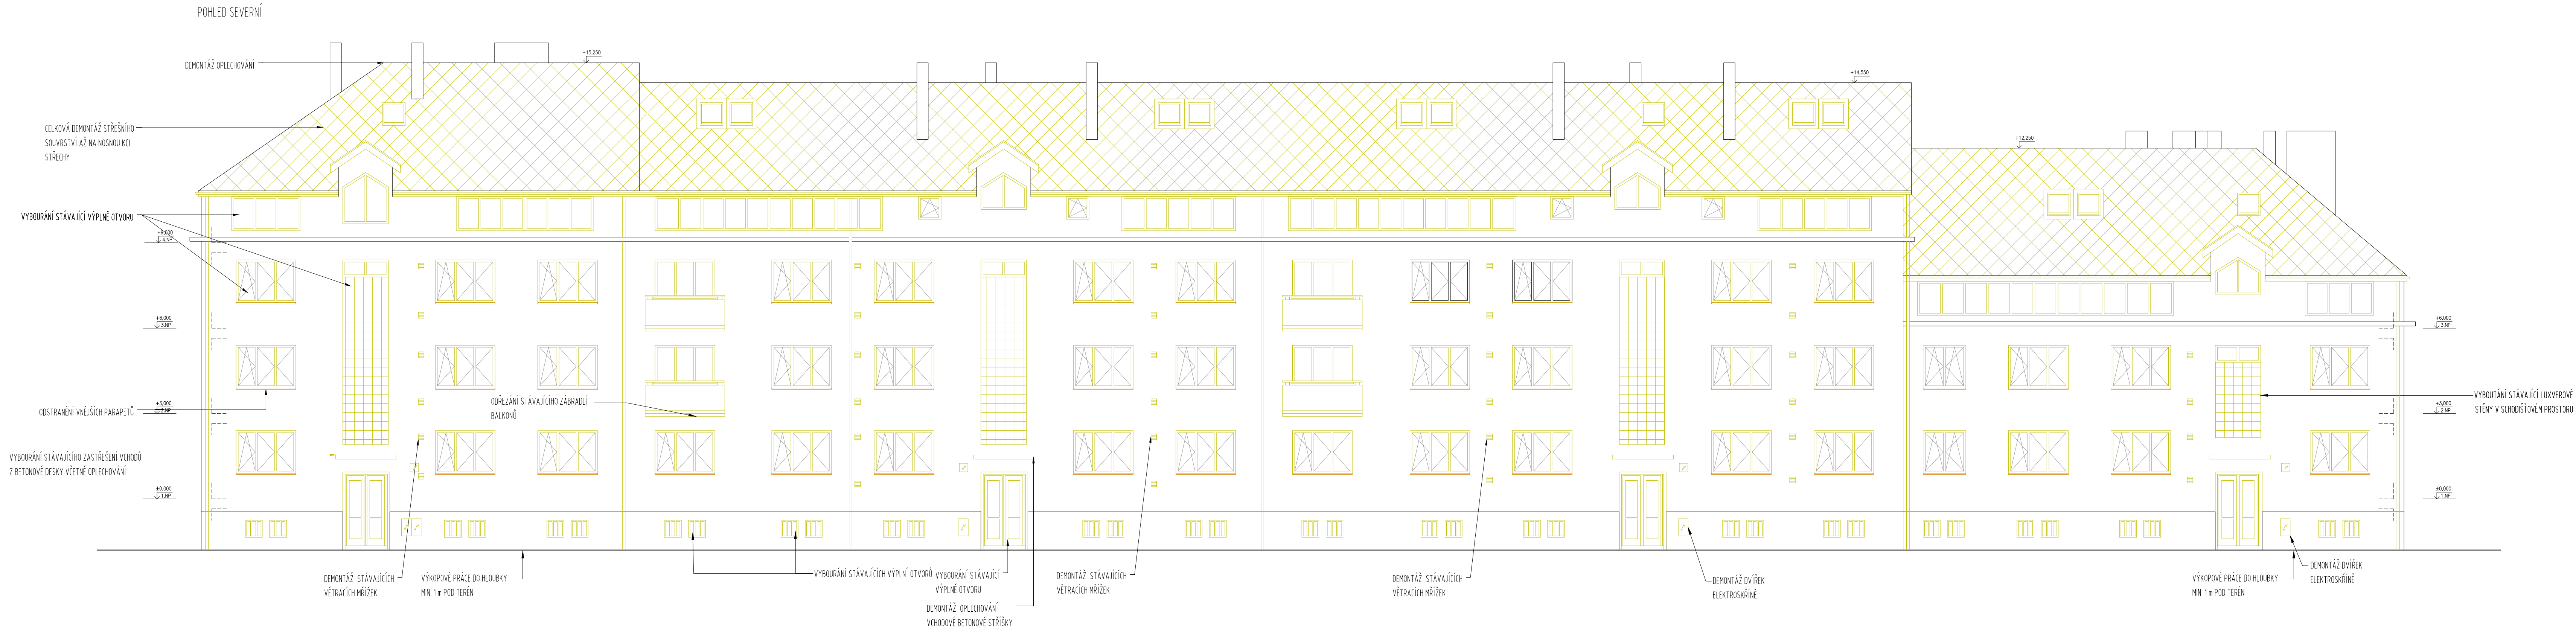 POHLED SEVERNÍ
+15,250
DEMONTÁŽ OPLECHOVÁNÍ
+14,550
CELKOVÁ DEMONTÁŽ STŘEŠNÍHO
SOUVRSTVÍ AŽ NA NOSNOU KCI
STŘECHY
+12,250
VYBOURÁNÍ STÁVAJÍCÍ VÝPLNĚ OTVORU
+9,000
4.NP
+6,000
3.NP
+6,000
3.NP
ODSTRANĚNÍ VNĚJŠÍCH PARAPETŮ
+3,000
2.NP
ODŘEZÁNÍ STÁVAJÍCÍHO ZÁBRADLÍ
BALKONŮ
+3,000
2.NP
VYBOUTÁNÍ STÁVAJÍCÍ LUXVEROVÉ
STĚNY V SCHODIŠŤOVÉM PROSTORU
VYBOURÁNÍ STÁVAJÍCÍHO ZASTŘEŠENÍ VCHODŮ
Z BETONOVÉ DESKY VČETNĚ OPLECHOVÁNÍ
±0,000
1.NP
±0,000
1.NP
DEMONTÁŽ STÁVAJÍCÍCH
VĚTRACÍCH MŘÍŽEK
VÝKOPOVÉ PRÁCE DO HLOUBKY
MIN. 1 m POD TERÉN
VYBOURÁNÍ STÁVAJÍCÍCH VÝPLNÍ OTVORŮ
VYBOURÁNÍ STÁVAJÍCÍ
VÝPLNĚ OTVORU
DEMONTÁŽ OPLECHOVÁNÍ
VCHODOVÉ BETONOVÉ STŘÍŠKY
DEMONTÁŽ STÁVAJÍCÍCH
VĚTRACÍCH MŘÍŽEK
DEMONTÁŽ STÁVAJÍCÍCH
VĚTRACÍCH MŘÍŽEK
DEMONTÁŽ DVÍŘEK
ELEKTROSKŘÍNĚ
VÝKOPOVÉ PRÁCE DO HLOUBKY
MIN. 1 m POD TERÉN
DEMONTÁŽ DVÍŘEK
ELEKTROSKŘÍNĚ